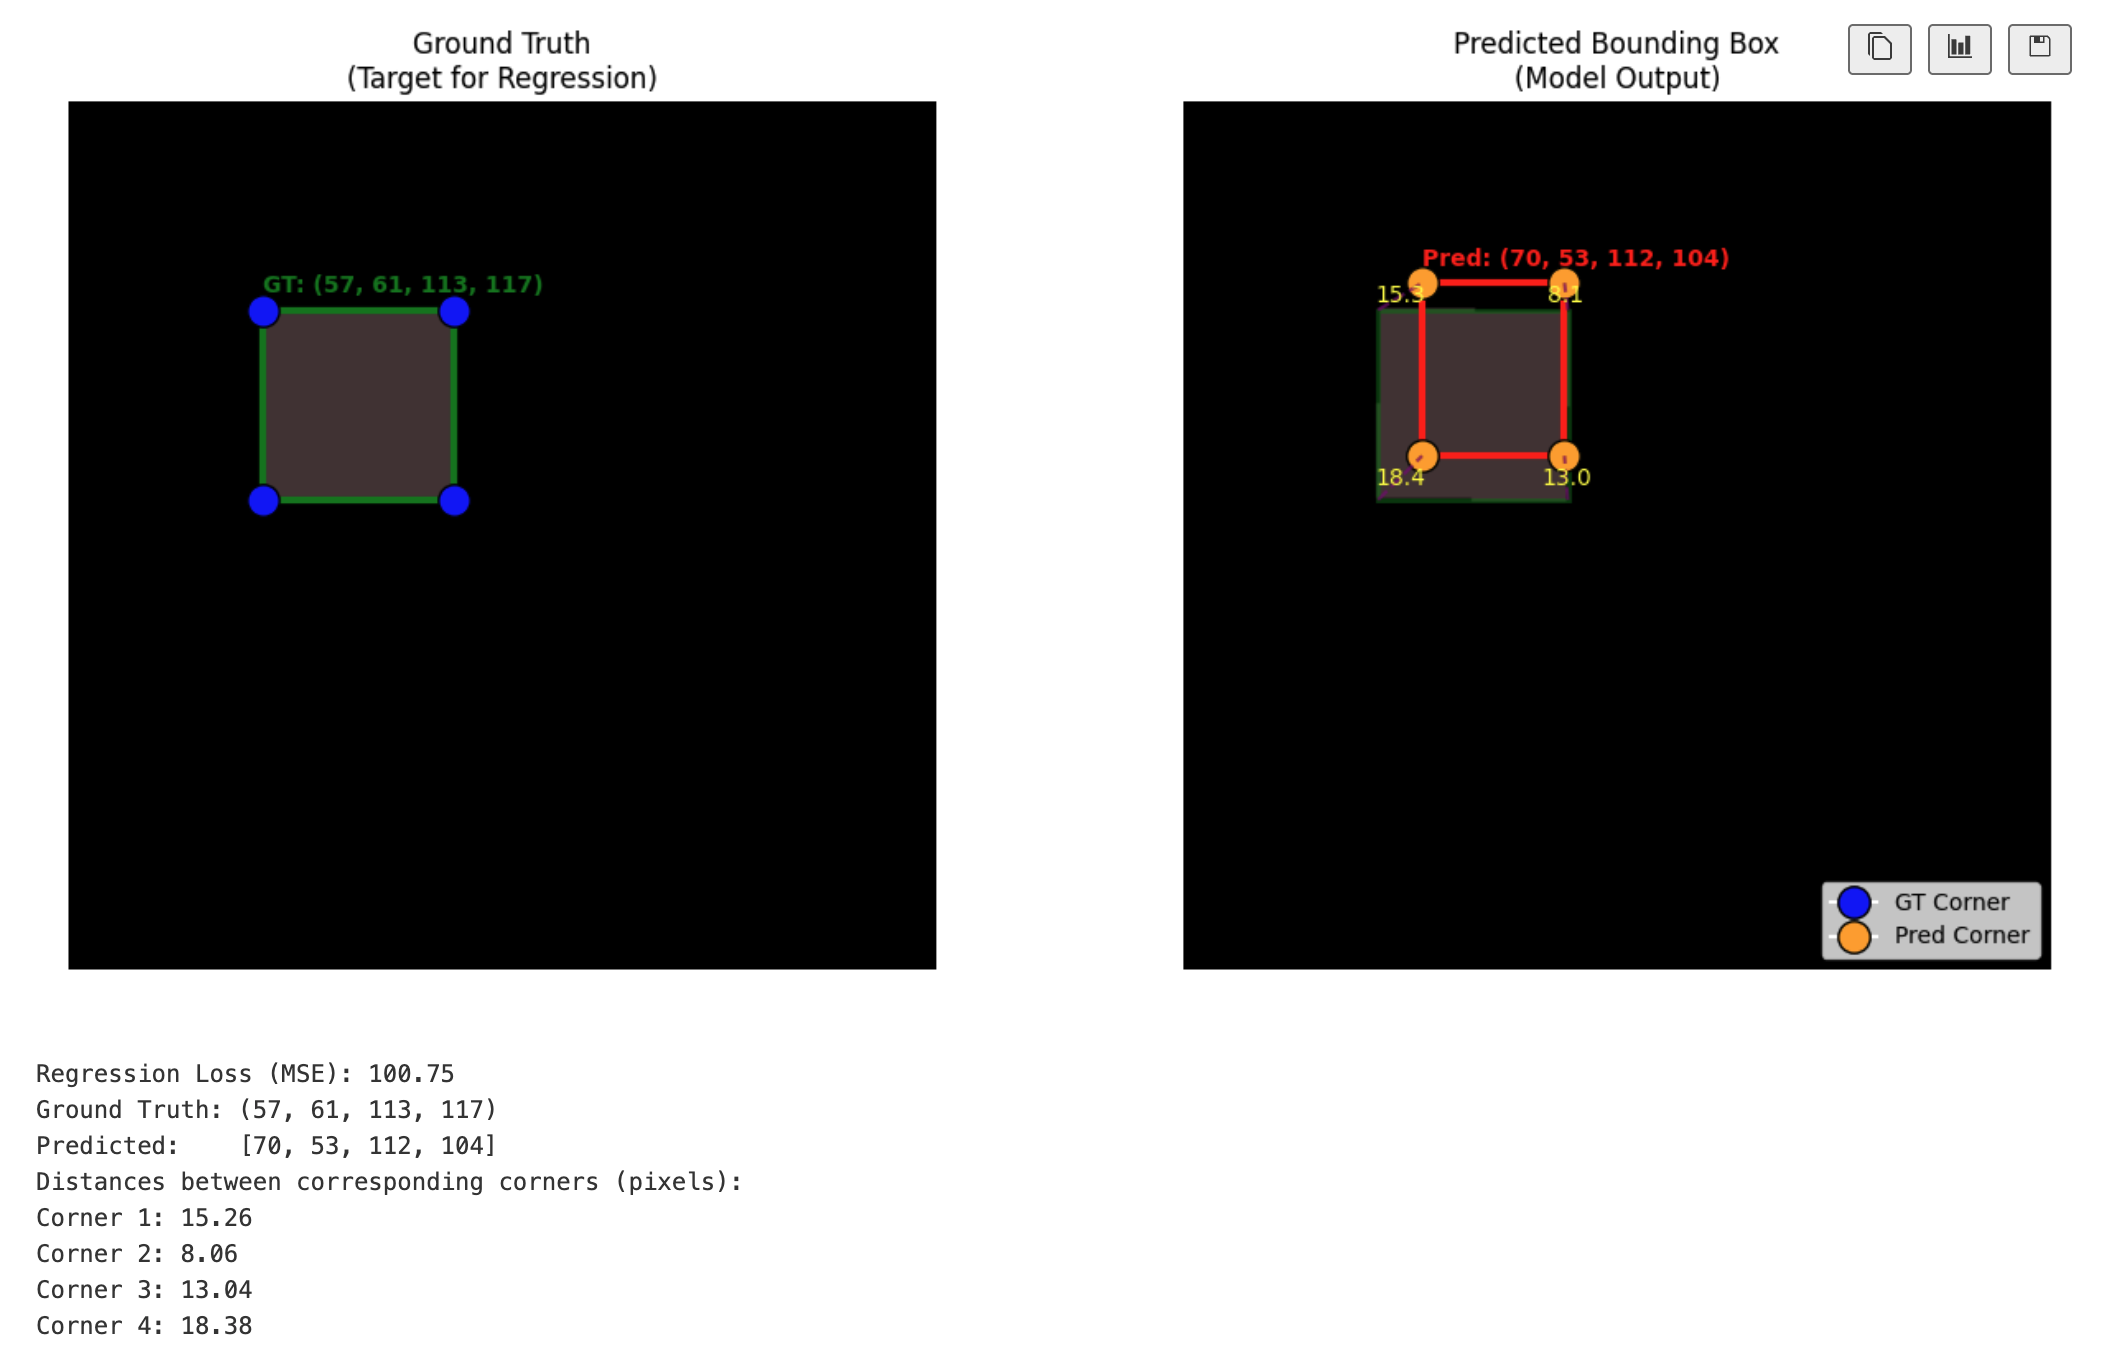 Ground Truth
(Target for Regression)
Predicted Bounding Box
(Model Output)
GT: (57, 61, 113, 117)
Pred: (70, 53, 112, 104)
15.3
8.1
18.4
13.0
GT Corner
Pred Corner
Regression Loss (MSE): 100.75
Ground Truth: (57, 61, 113, 117)
Predicted:    [70, 53, 112, 104]
Distances between corresponding corners (pixels):
Corner 1: 15.26
Corner 2: 8.06
Corner 3: 13.04
Corner 4: 18.38